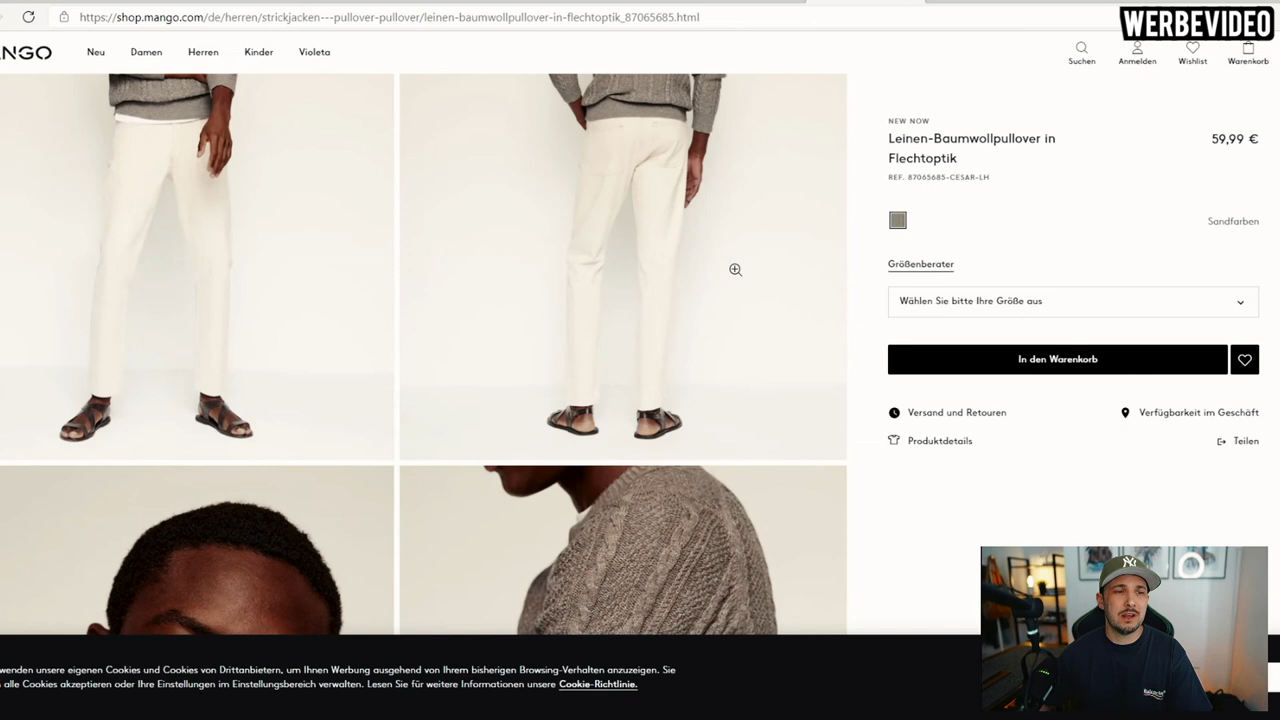 https://shop.mango.com/de/herren/strickjacken---pullover-pullover/leinen-baumwollpullover-in-flechtoptik_87065685.html
WERBEVIDEO
NGO
Neu
Damen
Herren
Kinder
Violeta
Suchen
Anmelden
Wishlist
Warenkorb
NEW NOW
Leinen-Baumwollpullover in
Flechtoptik
59,99 €
REF. 87065685-CESAR-LH
Sandfarben
Größenberater
Wählen Sie bitte Ihre Größe aus
In den Warenkorb
Versand und Retouren
Verfügbarkeit im Geschäft
Produktdetails
Teilen
wenden unsere eigenen Cookies und Cookies von Drittanbietern, um Ihnen Werbung ausgehend von Ihrem bisherigen Browsing-Verhalten anzuzeigen. Sie
alle Cookies akzeptieren oder Ihre Einstellungen im Einstellungsbereich verwalten. Lesen Sie für weitere Informationen unsere Cookie-Richtlinie.